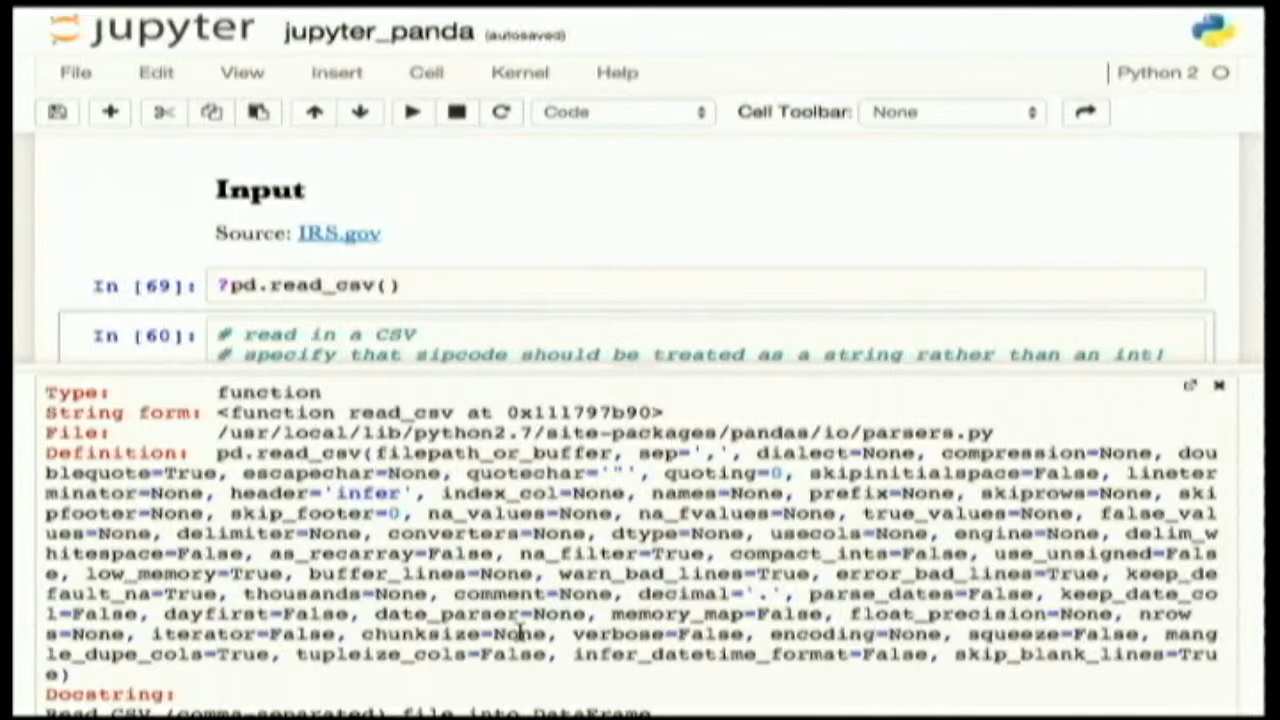 jupyter jupyter_panda (autosaved)
File Edit View Insert Cell Kernel Help Python 2
Code Cell Toolbar: None
Input
Source: IRS.gov
In [69]: ?pd.read_csv()
In [60]: # read in a CSV
# specify that zipcode should be treated as a string rather than an int!
Type: function
String form: <function read_csv at 0x111797b90>
File: /usr/local/lib/python2.7/site-packages/pandas/io/parsers.py
Definition: pd.read_csv(filepath_or_buffer, sep=',', dialect=None, compression=None, dou
blequote=True, escapechar=None, quotechar='"', quoting=0, skipinitialspace=False, lineter
minator=None, header='infer', index_col=None, names=None, prefix=None, skiprows=None, ski
pfooter=None, skip_footer=0, na_values=None, na_fvalues=None, true_values=None, false_val
ues=None, delimiter=None, converters=None, dtype=None, usecols=None, engine=None, delim_w
hitespace=False, as_recarray=False, na_filter=True, compact_ints=False, use_unsigned=Fals
e, low_memory=True, buffer_lines=None, warn_bad_lines=True, error_bad_lines=True, keep_de
fault_na=True, thousands=None, comment=None, decimal='.', parse_dates=False, keep_date_co
l=False, dayfirst=False, date_parser=None, memory_map=False, float_precision=None, nrow
s=None, iterator=False, chunksize=None, verbose=False, encoding=None, squeeze=False, mang
le_dupe_cols=True, tupleize_cols=False, infer_datetime_format=False, skip_blank_lines=Tru
e)
Docstring:
Read CSV (comma-separated) file into DataFrame